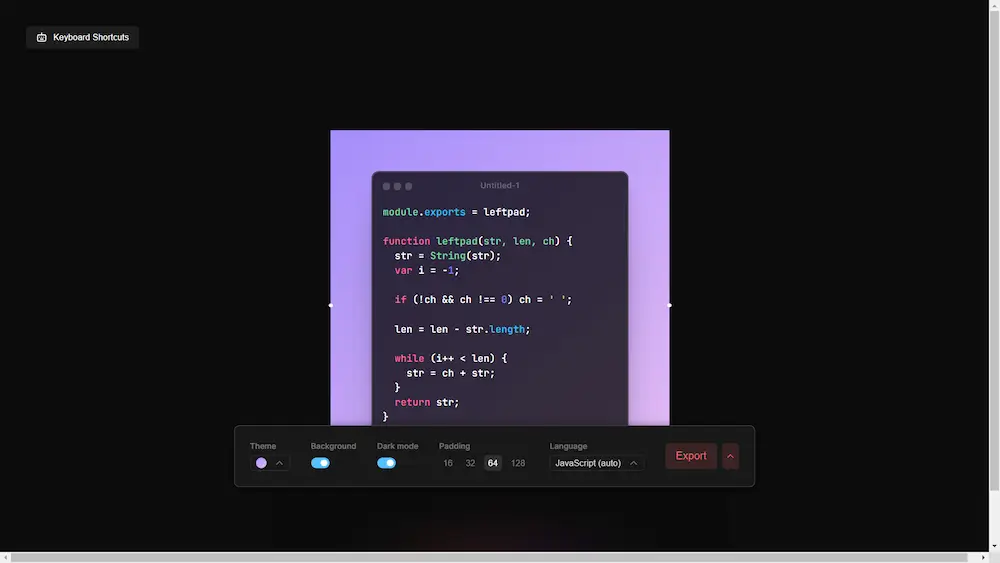 Keyboard Shortcuts
Untitled-1
module.exports = leftpad;
function leftpad(str, len, ch) {
  str = String(str);
  var i = -1;
  if (!ch && ch !== 0) ch = ' ';
  len = len - str.length;
  while (i++ < len) {
    str = ch + str;
  }
  return str;
}
Theme Background Dark mode Padding Language
16 32 64 128 JavaScript (auto) Export